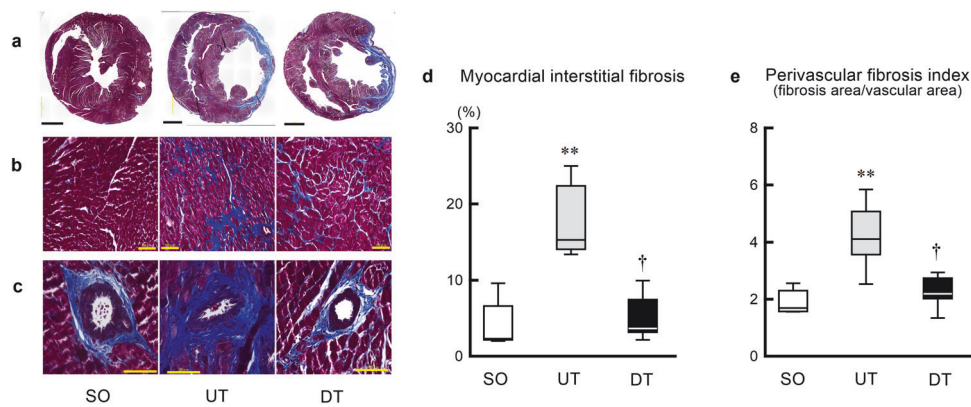 a
b
c
SO
UT
DT
d Myocardial interstitial fibrosis
(%)
30
20
10
0
**
†
SO
UT
DT
e Perivascular fibrosis index
(fibrosis area/vascular area)
8
6
4
2
0
**
†
SO
UT
DT